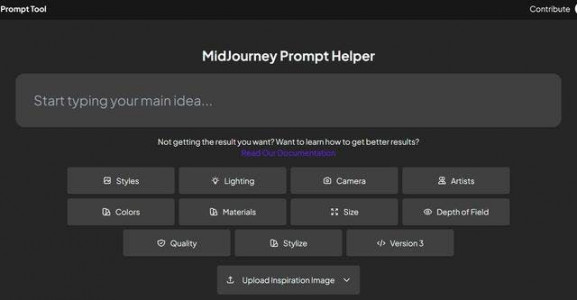 Prompt Tool Contribute
MidJourney Prompt Helper
Start typing your main idea...
Not getting the result you want? Want to learn how to get better results?
Read Our Documentation
Styles Lighting Camera Artists
Colors Materials Size Depth of Field
Quality Stylize Version 3
Upload Inspiration Image